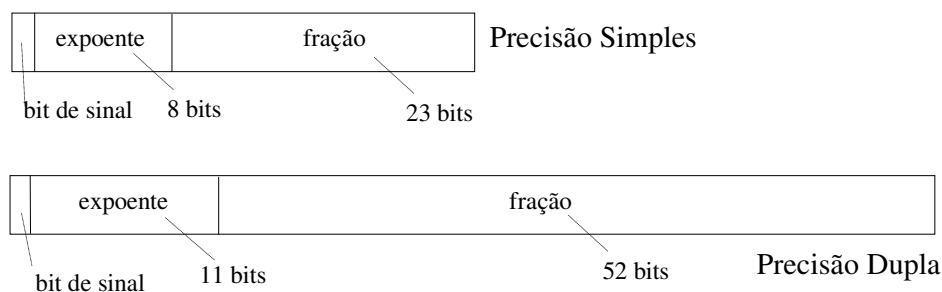 expoente fração Precisão Simples
bit de sinal 8 bits 23 bits
expoente fração
bit de sinal 11 bits 52 bits Precisão Dupla